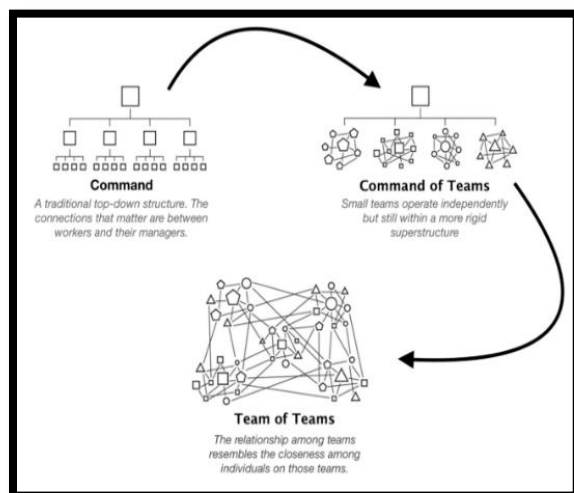 Command
A traditional top-down structure. The
connections that matter are between
workers and their managers.
Command of Teams
Small teams operate independently
but still within a more rigid
superstructure
Team of Teams
The relationship among teams
resembles the closeness among
individuals on those teams.